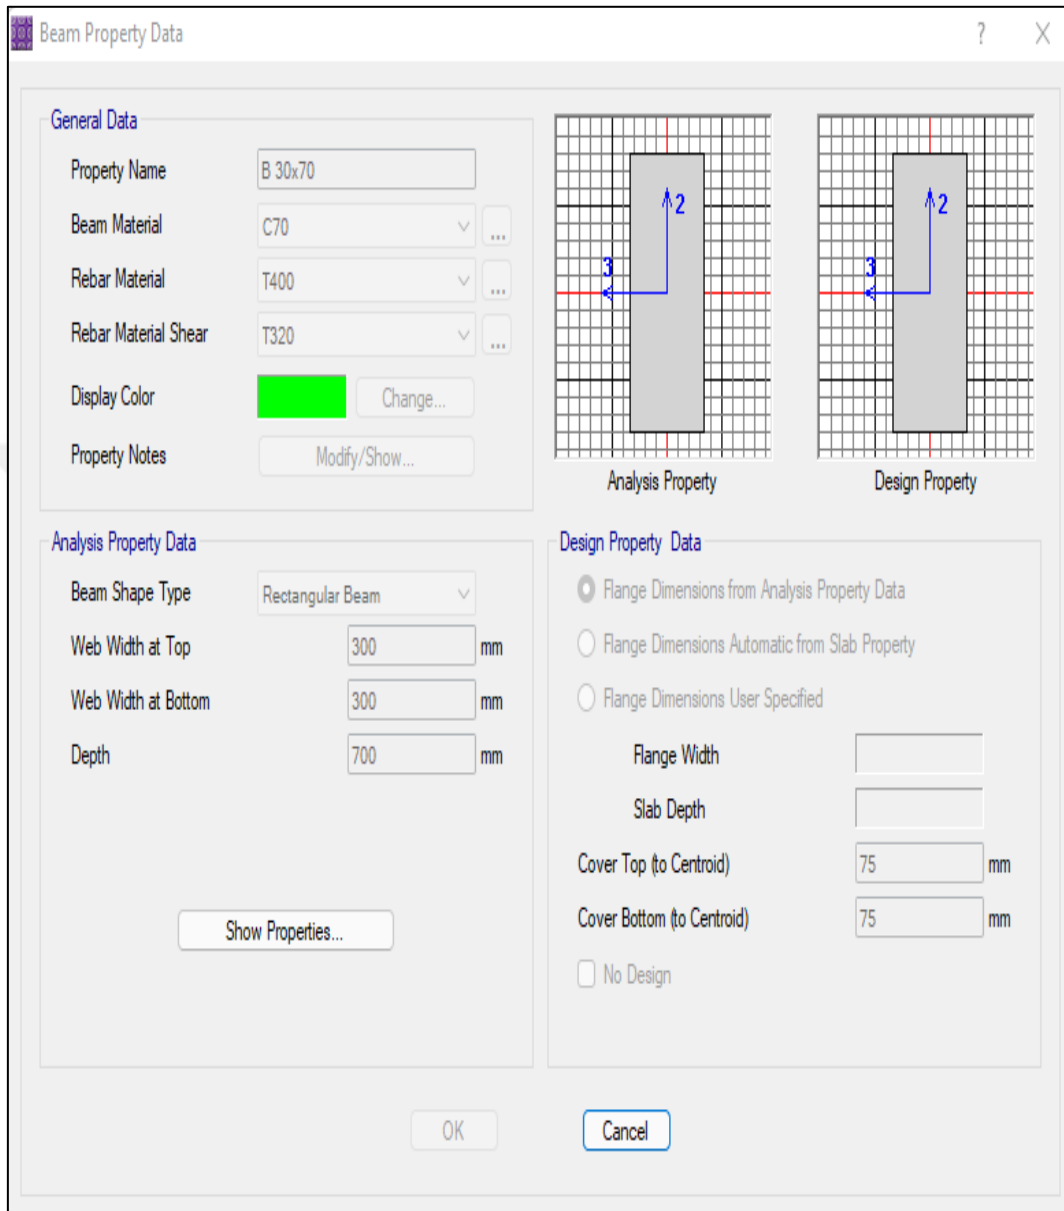 Beam Property Data ? X
General Data
Property Name B 30x70
Beam Material C70 ...
Rebar Material T400 ...
Rebar Material Shear T320 ...
Display Color Change...
Property Notes Modify/Show...
2
3
Analysis Property
2
3
Design Property
Analysis Property Data
Beam Shape Type Rectangular Beam
Web Width at Top 300 mm
Web Width at Bottom 300 mm
Depth 700 mm
Show Properties...
Design Property Data
Flange Dimensions from Analysis Property Data
Flange Dimensions Automatic from Slab Property
Flange Dimensions User Specified
Flange Width
Slab Depth
Cover Top (to Centroid) 75 mm
Cover Bottom (to Centroid) 75 mm
No Design
OK Cancel